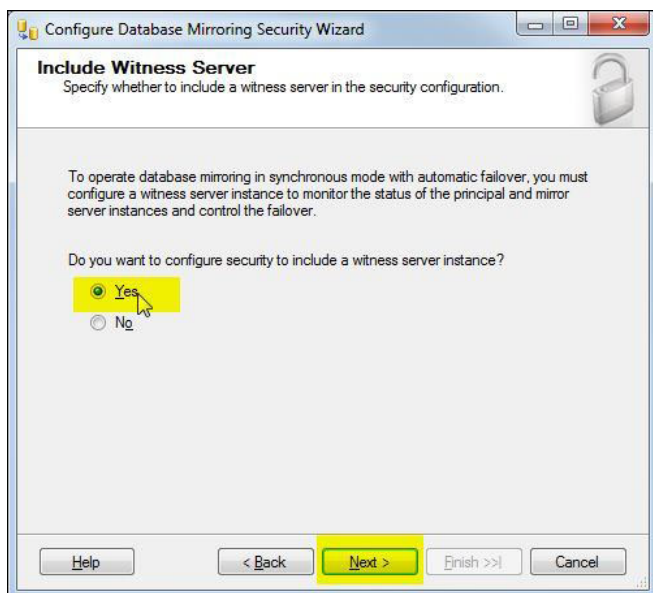 Configure Database Mirroring Security Wizard
Include Witness Server
Specify whether to include a witness server in the security configuration.
To operate database mirroring in synchronous mode with automatic failover, you must
configure a witness server instance to monitor the status of the principal and mirror
server instances and control the failover.
Do you want to configure security to include a witness server instance?
Yes
No
Help
< Back
Next >
Finish >>|
Cancel